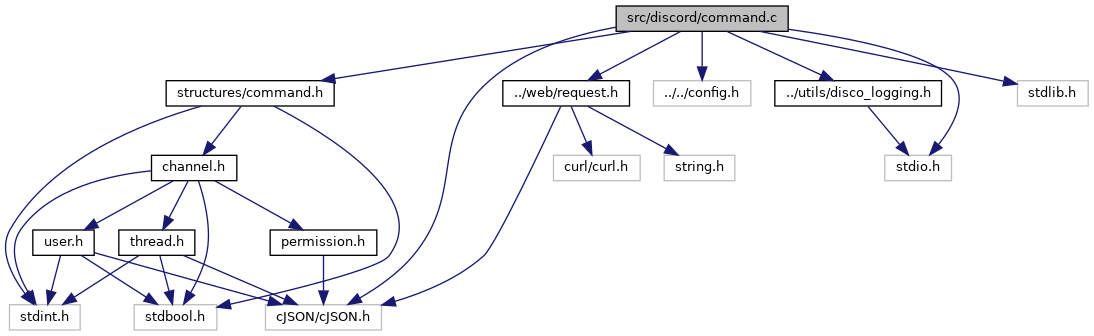 src/discord/command.c
structures/command.h
../web/request.h
../../config.h
../utils/disco_logging.h
stdlib.h
channel.h
curl/curl.h
string.h
stdio.h
user.h
thread.h
permission.h
stdint.h
stdbool.h
cJSON/cJSON.h